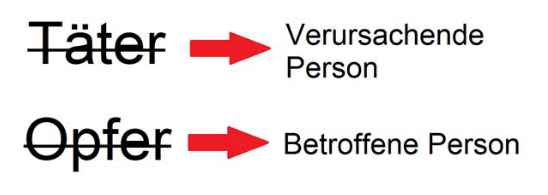 Täter
Verursachende
Person
Opfer
Betroffene Person